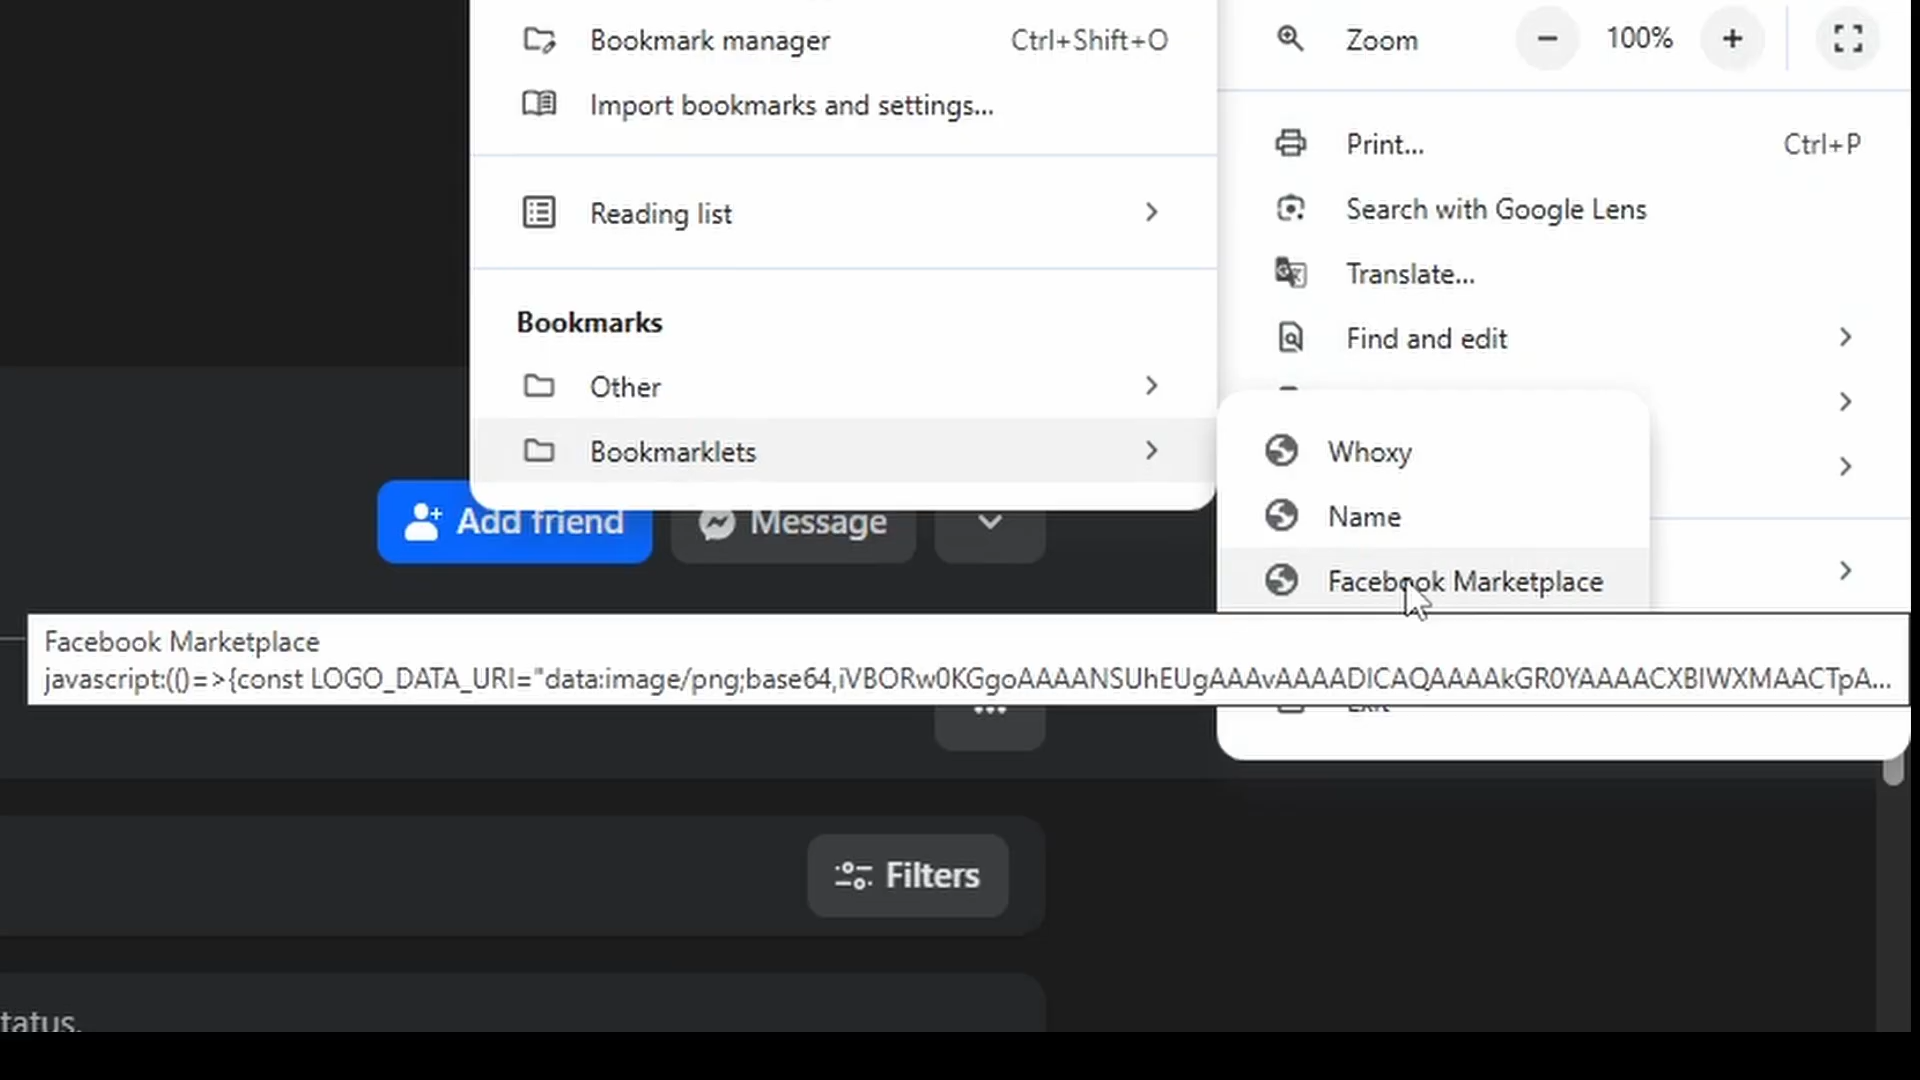 Bookmark manager Ctrl+Shift+O
Import bookmarks and settings...
Reading list
Bookmarks
Other
Bookmarklets
Zoom 100%
Print... Ctrl+P
Search with Google Lens
Translate...
Find and edit
Whoxy
Name
Facebook Marketplace
Add friend
Message
Facebook Marketplace
javascript:(()=>{const LOGO_DATA_URI="data:image/png;base64,iVBORw0KGgoAAAANSUhEUgAAAvAAAADICAQAAAAkGR0YAAAACXBIWXMAACTpA...
Exit
Filters
tatus.